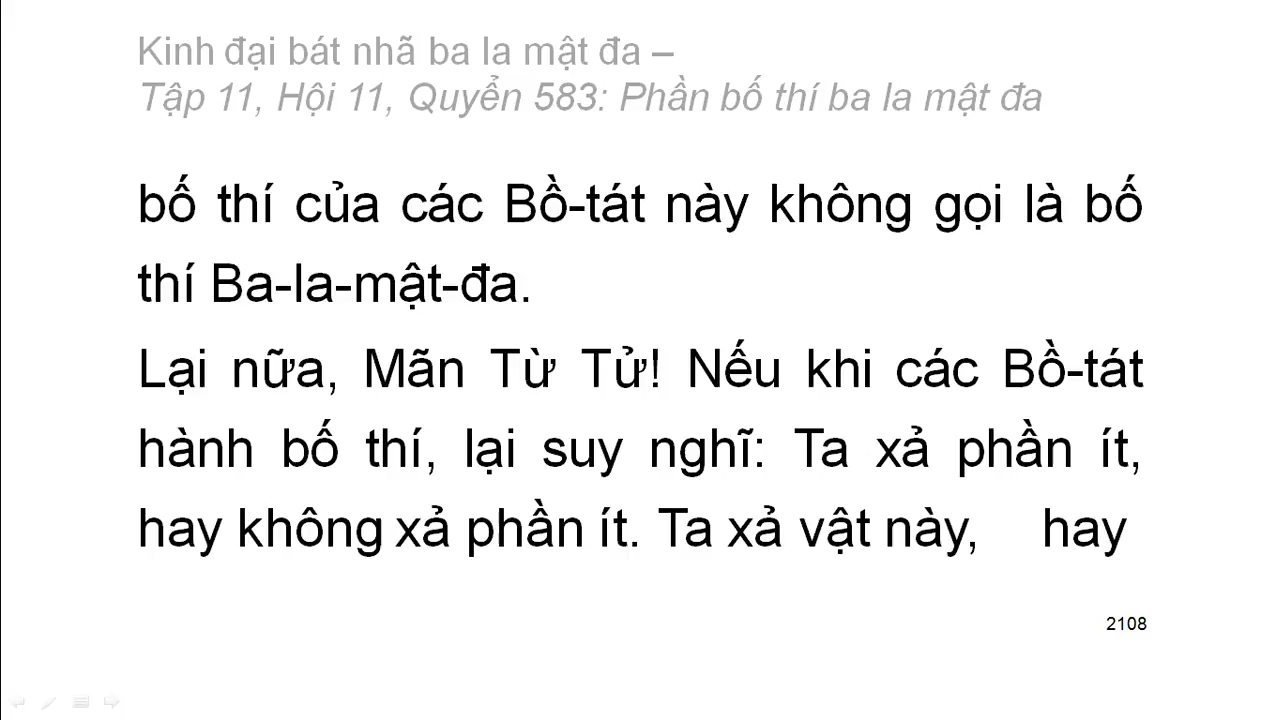 Kinh đại bát nhã ba la mật đa –
Tập 11, Hội 11, Quyển 583: Phần bố thí ba la mật đa
bố thí của các Bồ-tát này không gọi là bố
thí Ba-la-mật-đa.
Lại nữa, Mãn Từ Tử! Nếu khi các Bồ-tát
hành bố thí, lại suy nghĩ: Ta xả phần ít,
hay không xả phần ít. Ta xả vật này, hay
2108